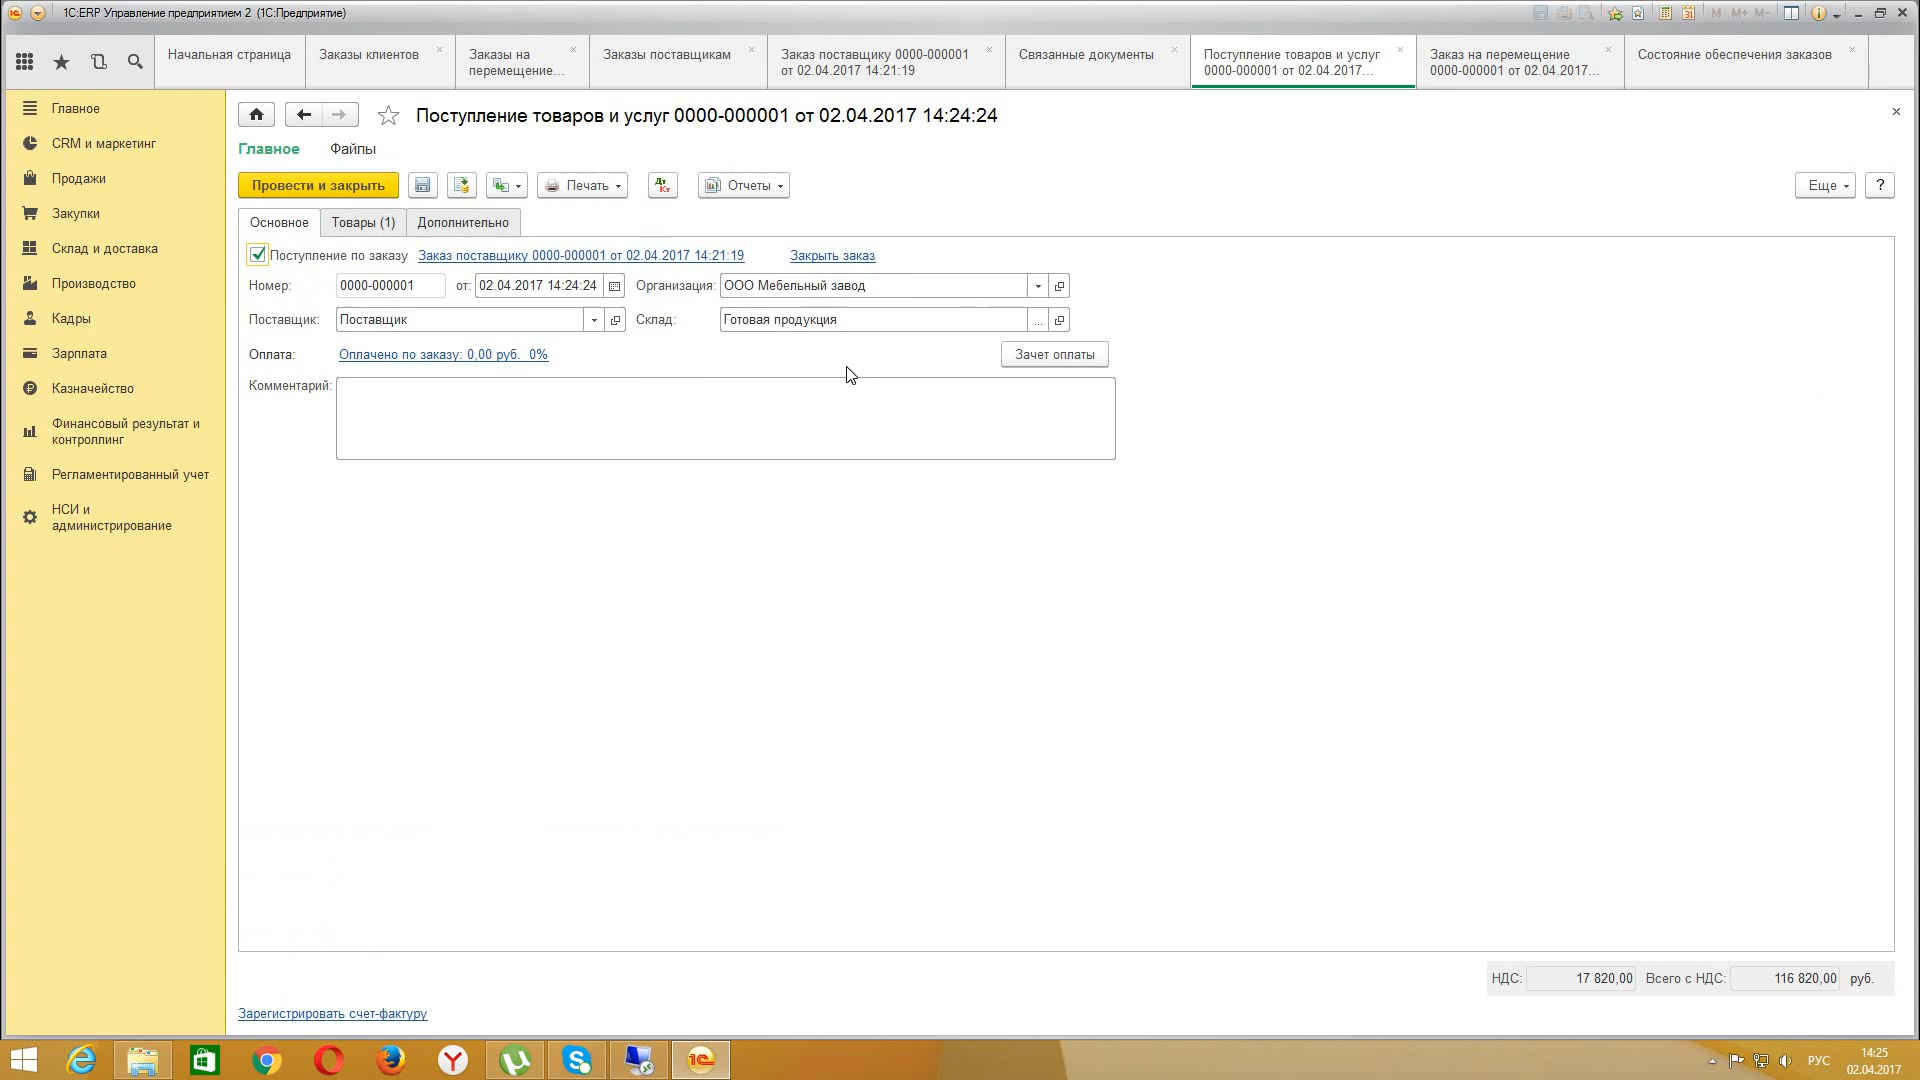 1С:ERP Управление предприятием 2 (1С:Предприятие)
M M+ M-
Начальная страница
Заказы клиентов
Заказы на
перемещение...
Заказы поставщикам
Заказ поставщику 0000-000001
от 02.04.2017 14:21:19
Связанные документы
Поступление товаров и услуг
0000-000001 от 02.04.2017...
Заказ на перемещение
0000-000001 от 02.04.2017...
Состояние обеспечения заказов
Главное
CRM и маркетинг
Продажи
Закупки
Склад и доставка
Производство
Кадры
Зарплата
Казначейство
Финансовый результат и
контроллинг
Регламентированный учет
НСИ и
администрирование
Поступление товаров и услуг 0000-000001 от 02.04.2017 14:24:24
Главное Файлы
Провести и закрыть Печать Дт Кт Отчеты Еще ?
Основное Товары (1) Дополнительно
Поступление по заказу Заказ поставщику 0000-000001 от 02.04.2017 14:21:19 Закрыть заказ
Номер: 0000-000001 от: 02.04.2017 14:24:24 Организация: ООО Мебельный завод
Поставщик: Поставщик Склад: Готовая продукция ...
Оплата: Оплачено по заказу: 0,00 руб. 0% Зачет оплаты
Комментарий:
НДС: 17 820,00 Всего с НДС: 116 820,00 руб.
Зарегистрировать счет-фактуру
РУС
14:25
02.04.2017